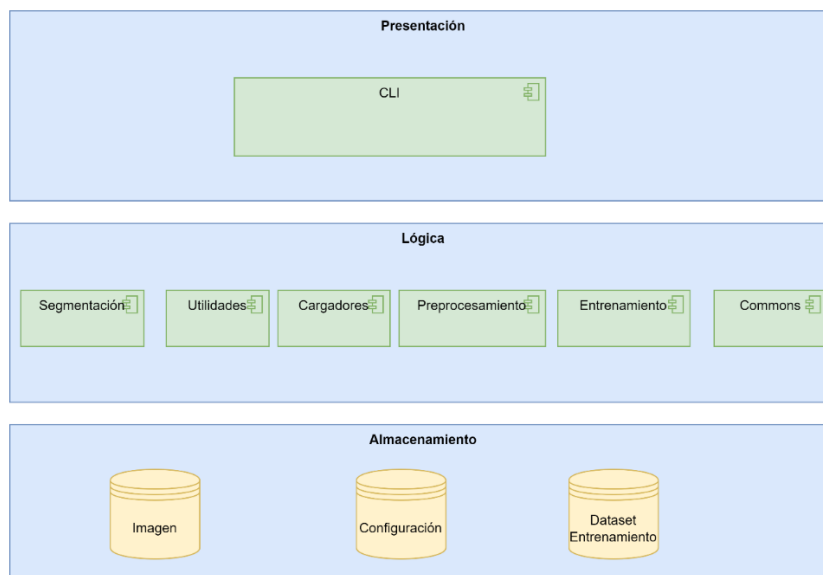 Presentación
CLI
Lógica
Segmentación
Utilidades
Cargadores
Preprocesamiento
Entrenamiento
Commons
Almacenamiento
Imagen
Configuración
Dataset
Entrenamiento